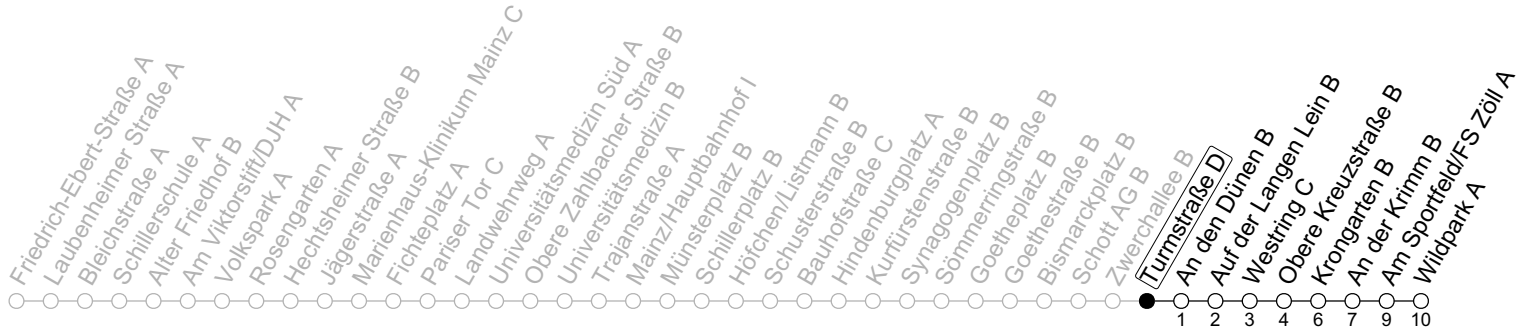 Friedrich-Ebert-Straße A
Laubenheimer Straße A
Bleichstraße A
Schillerschule A
Alter Friedhof B
Am Viktorstift/DJH A
Volkspark A
Rosengarten A
Hechtsheimer Straße B
Jägerstraße A
Marienhaus-Klinikum Mainz C
Fichteplatz A
Pariser Tor C
Landwehrweg A
Universitätsmedizin Süd A
Obere Zahlbacher Straße B
Universitätsmedizin B
Trajanstraße A
Mainz/Hauptbahnhof I
Münsterplatz B
Schillerplatz B
Höfchen/Listmann B
Schusterstraße B
Bauhofstraße C
Hindenburgplatz A
Kurfürstenstraße B
Synagogenplatz B
Sömmerringstraße B
Goetheplatz B
Goethestraße B
Bismarckplatz B
Schott AG B
Zwerchallee B
Turmstraße D
An den Dünen B
Auf der Langen Lein B
Westring C
Obere Kreuzstraße B
Krongarten B
An der Krimm B
Am Sportfeld/FS Zöll A
Wildpark A
1 2 3 4 6 7 9 10